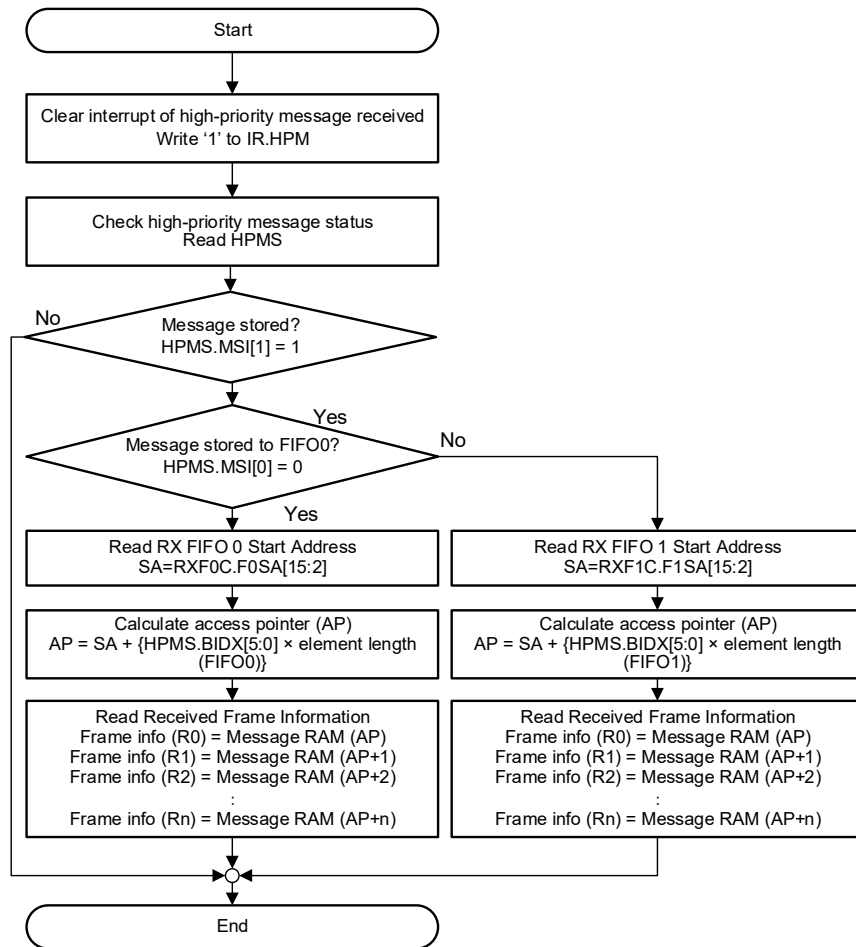 Start
Clear interrupt of high-priority message received
Write ‘1’ to IR.HPM
Check high-priority message status
Read HPMS
No
Message stored?
HPMS.MSI[1] = 1
Yes
Message stored to FIFO0?
HPMS.MSI[0] = 0
No
Yes
Read RX FIFO 0 Start Address
SA=RXF0C.F0SA[15:2]
Calculate access pointer (AP)
AP = SA + {HPMS.BIDX[5:0] × element length
(FIFO0)}
Read Received Frame Information
Frame info (R0) = Message RAM (AP)
Frame info (R1) = Message RAM (AP+1)
Frame info (R2) = Message RAM (AP+2)
:
Frame info (Rn) = Message RAM (AP+n)
Read RX FIFO 1 Start Address
SA=RXF1C.F1SA[15:2]
Calculate access pointer (AP)
AP = SA + {HPMS.BIDX[5:0] × element length
(FIFO1)}
Read Received Frame Information
Frame info (R0) = Message RAM (AP)
Frame info (R1) = Message RAM (AP+1)
Frame info (R2) = Message RAM (AP+2)
:
Frame info (Rn) = Message RAM (AP+n)
End